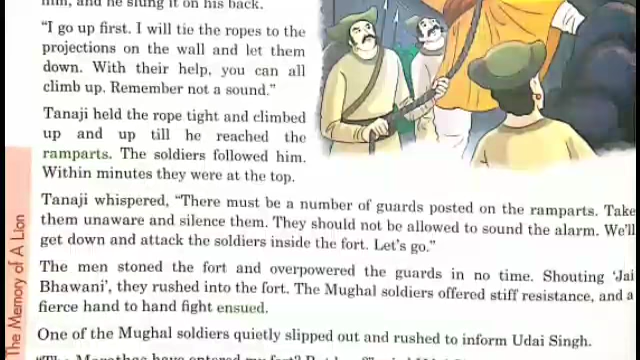 him, and he slung it on his back.
"I go up first. I will tie the ropes to the
projections on the wall and let them
down. With their help, you can all
climb up. Remember not a sound."
Tanaji held the rope tight and climbed
up and up till he reached the
ramparts. The soldiers followed him.
Within minutes they were at the top.
Tanaji whispered, "There must be a number of guards posted on the ramparts. Take
them unaware and silence them. They should not be allowed to sound the alarm. We'll
get down and attack the soldiers inside the fort. Let's go."
The men stoned the fort and overpowered the guards in no time. Shouting 'Jai
Bhawani', they rushed into the fort. The Mughal soldiers offered stiff resistance, and a
fierce hand to hand fight ensued.
One of the Mughal soldiers quietly slipped out and rushed to inform Udai Singh.
Marathas have entered my fort?
The Memory of A Lion